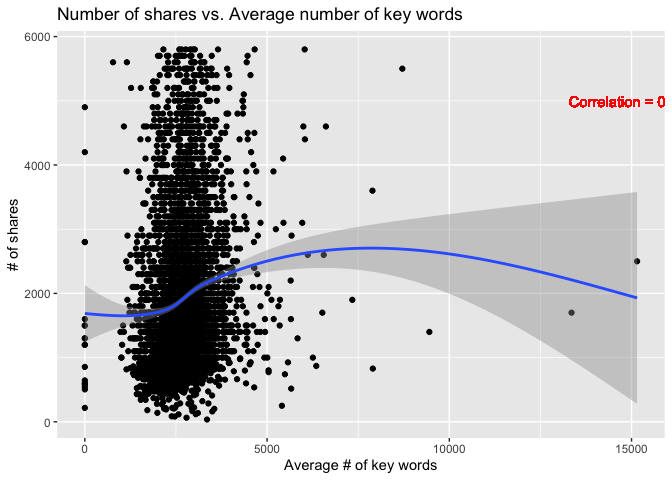 Number of shares vs. Average number of key words
6000
Correlation = 0
4000
# of shares
2000
0
0 5000 10000 15000
Average # of key words